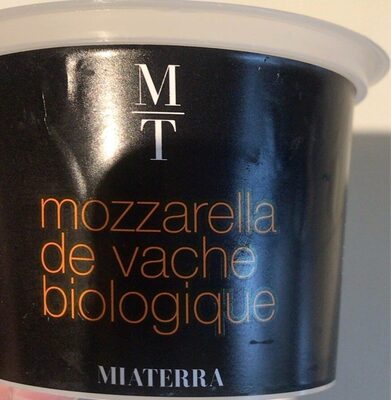 M
T
mozzarella
de vache
biologique
MIATERRA